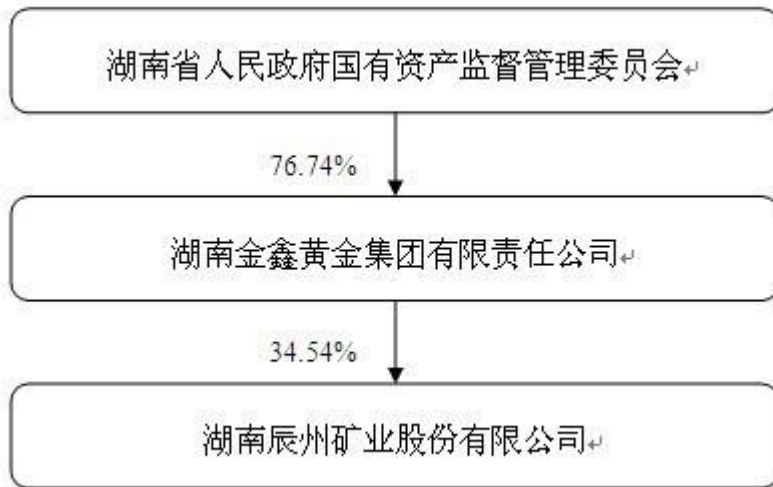 湖南省人民政府国有资产监督管理委员会
76.74%
湖南金鑫黄金集团有限责任公司
34.54%
湖南辰州矿业股份有限公司